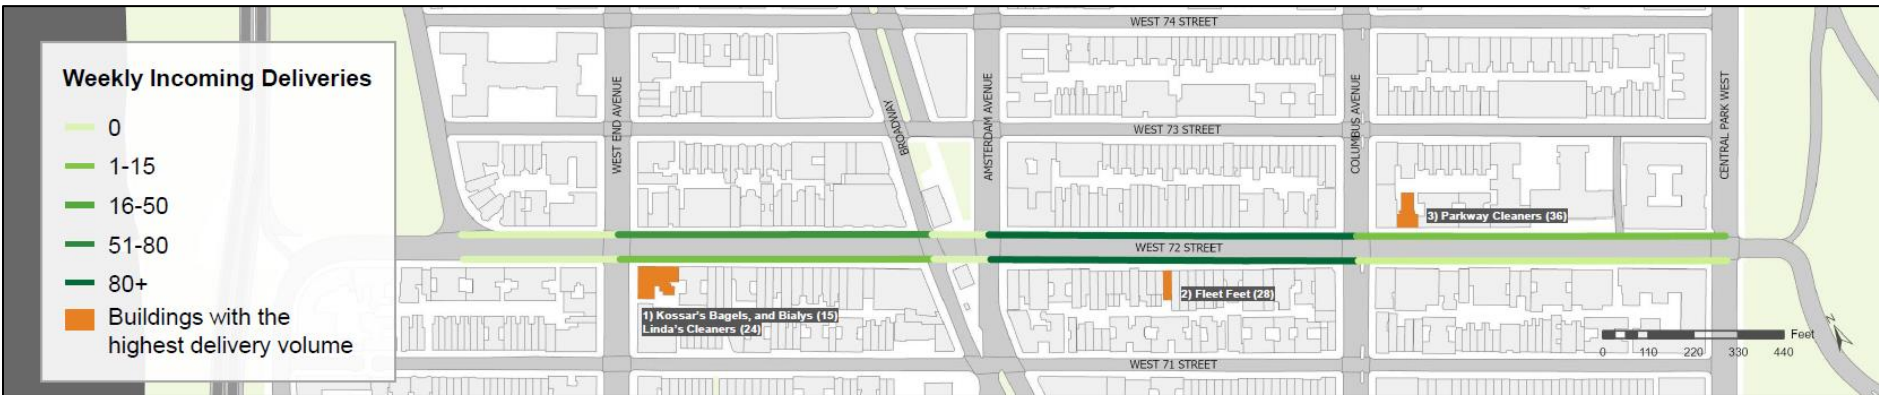 Weekly Incoming Deliveries
0
1-15
16-50
51-80
80+
Buildings with the
highest delivery volume
WEST 74 STREET
WEST END AVENUE
BROADWAY
AMSTERDAM AVENUE
WEST 73 STREET
COLUMBUS AVENUE
CENTRAL PARK WEST
3) Parkway Cleaners (36)
WEST 72 STREET
2) Fleet Feet (28)
1) Kossar's Bagels, and Bialys (15)
Linda's Cleaners (24)
WEST 71 STREET
Feet
0 110 220 330 440
N